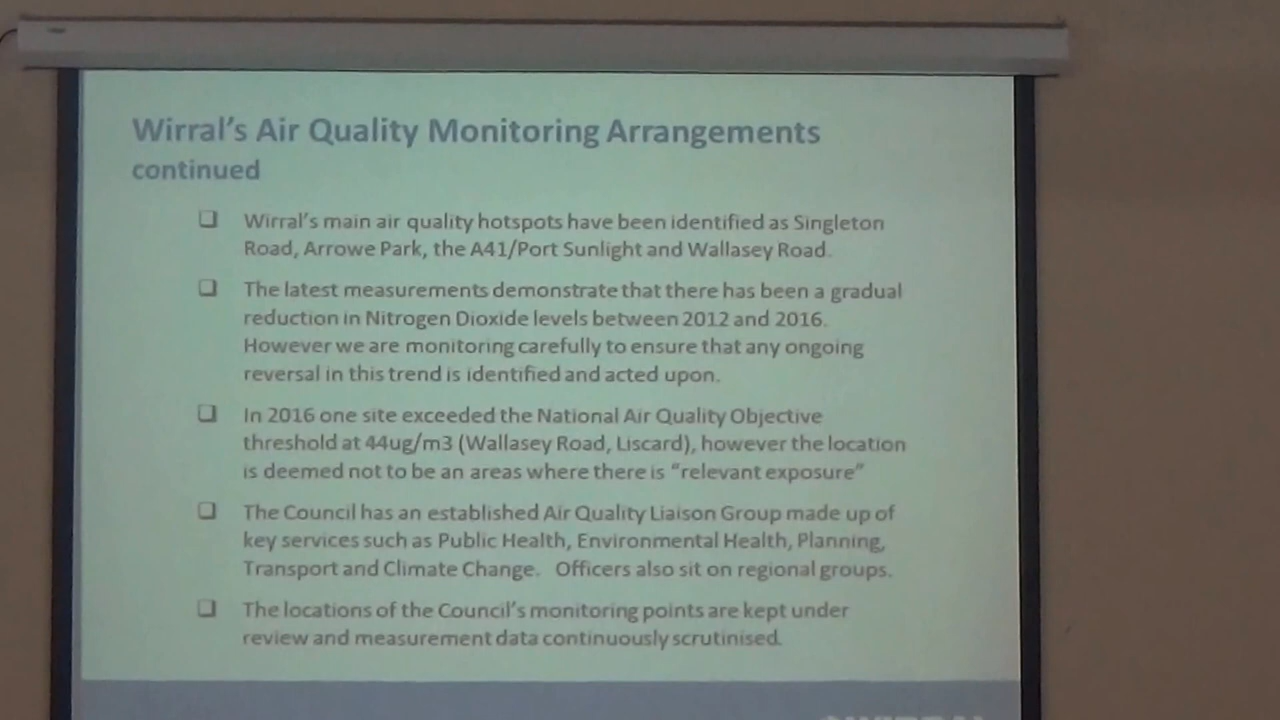 Wirral's Air Quality Monitoring Arrangements
continued
❑ Wirral's main air quality hotspots have been identified as Singleton
Road, Arrowe Park, the A41/Port Sunlight and Wallasey Road.
❑ The latest measurements demonstrate that there has been a gradual
reduction in Nitrogen Dioxide levels between 2012 and 2016.
However we are monitoring carefully to ensure that any ongoing
reversal in this trend is identified and acted upon.
❑ In 2016 one site exceeded the National Air Quality Objective
threshold at 44ug/m3 (Wallasey Road, Liscard), however the location
is deemed not to be an areas where there is "relevant exposure"
❑ The Council has an established Air Quality Liaison Group made up of
key services such as Public Health, Environmental Health, Planning,
Transport and Climate Change. Officers also sit on regional groups.
❑ The locations of the Council's monitoring points are kept under
review and measurement data continuously scrutinised.